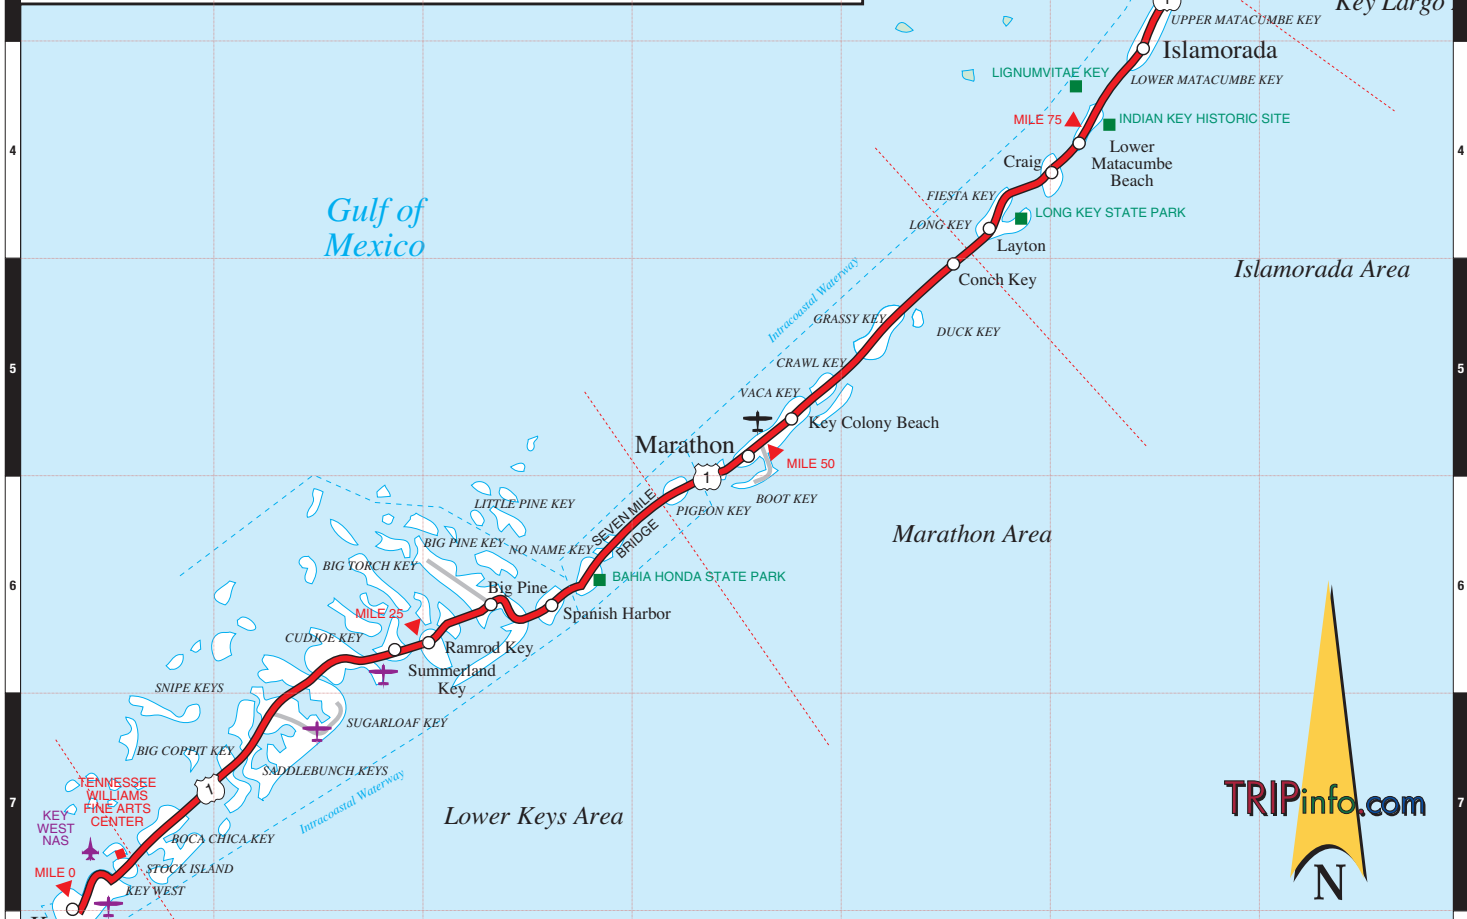 Key Largo
1
UPPER MATACUMBE KEY
Islamorada
LIGNUMVITAE KEY
LOWER MATACUMBE KEY
MILE 75
INDIAN KEY HISTORIC SITE
4
4
Lower
Matacumbe
Beach
Craig
FIESTA KEY
LONG KEY STATE PARK
Gulf of
Mexico
LONG KEY
Layton
Islamorada Area
Conch Key
Intracoastal Waterway
GRASSY KEY
DUCK KEY
5
5
CRAWL KEY
VACA KEY
Key Colony Beach
Marathon
MILE 50
1
BOOT KEY
LITTLE PINE KEY
PIGEON KEY
SEVEN MILE
BRIDGE
Marathon Area
BIG PINE KEY
NO NAME KEY
BIG TORCH KEY
BAHIA HONDA STATE PARK
6
6
Big Pine
MILE 25
Spanish Harbor
CUDJOE KEY
Ramrod Key
Summerland
Key
SNIPE KEYS
SUGARLOAF KEY
BIG COPPIT KEY
SADDLEBUNCH KEYS
TENNESSEE
WILLIAMS
FINE ARTS
CENTER
1
Intracoastal Waterway
Lower Keys Area
TRIPinfo.com
7
7
KEY
WEST
NAS
BOCA CHICA KEY
STOCK ISLAND
MILE 0
KEY WEST
N